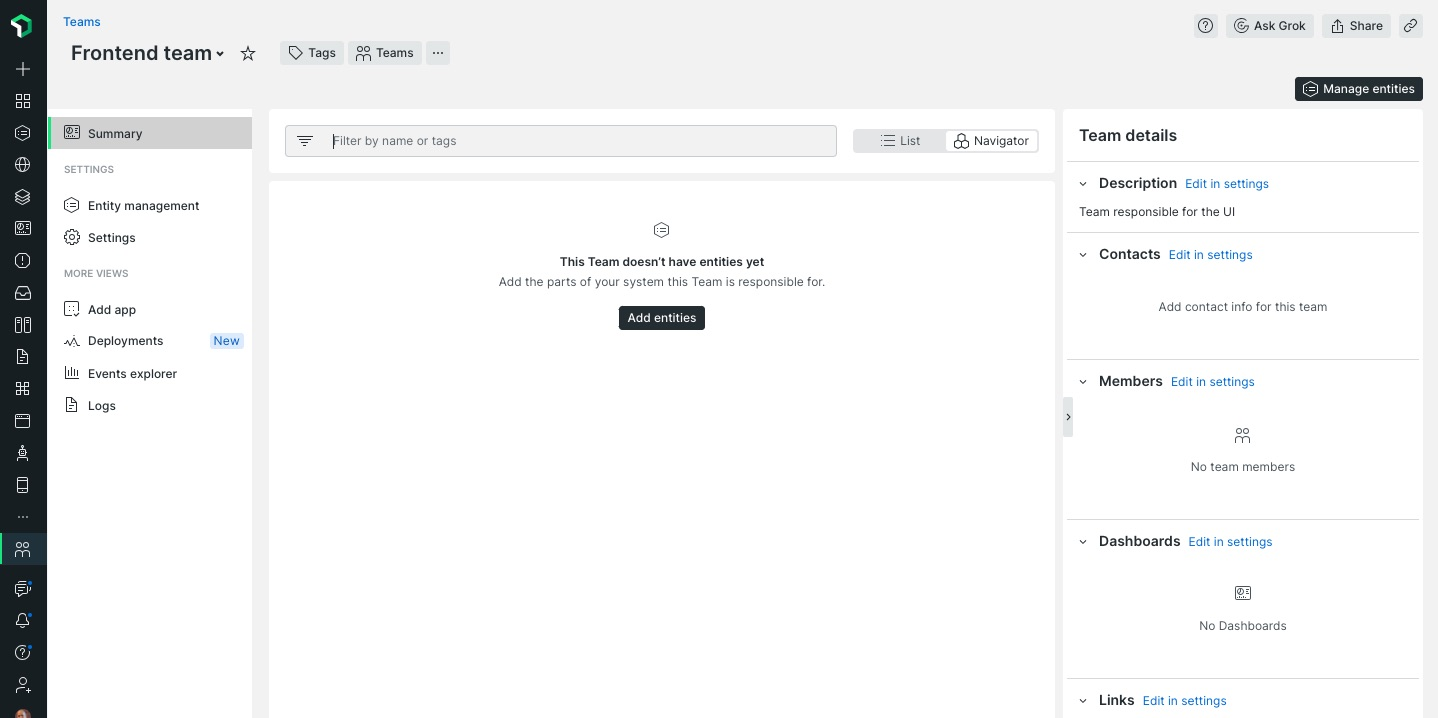 Teams
Frontend team
Tags
Teams
...
Ask Grok
Share
Manage entities
Summary
SETTINGS
Entity management
Settings
MORE VIEWS
Add app
Deployments New
Events explorer
Logs
Filter by name or tags
List
Navigator
This Team doesn't have entities yet
Add the parts of your system this Team is responsible for.
Add entities
Team details
Description Edit in settings
Team responsible for the UI
Contacts Edit in settings
Add contact info for this team
Members Edit in settings
No team members
Dashboards Edit in settings
No Dashboards
Links Edit in settings